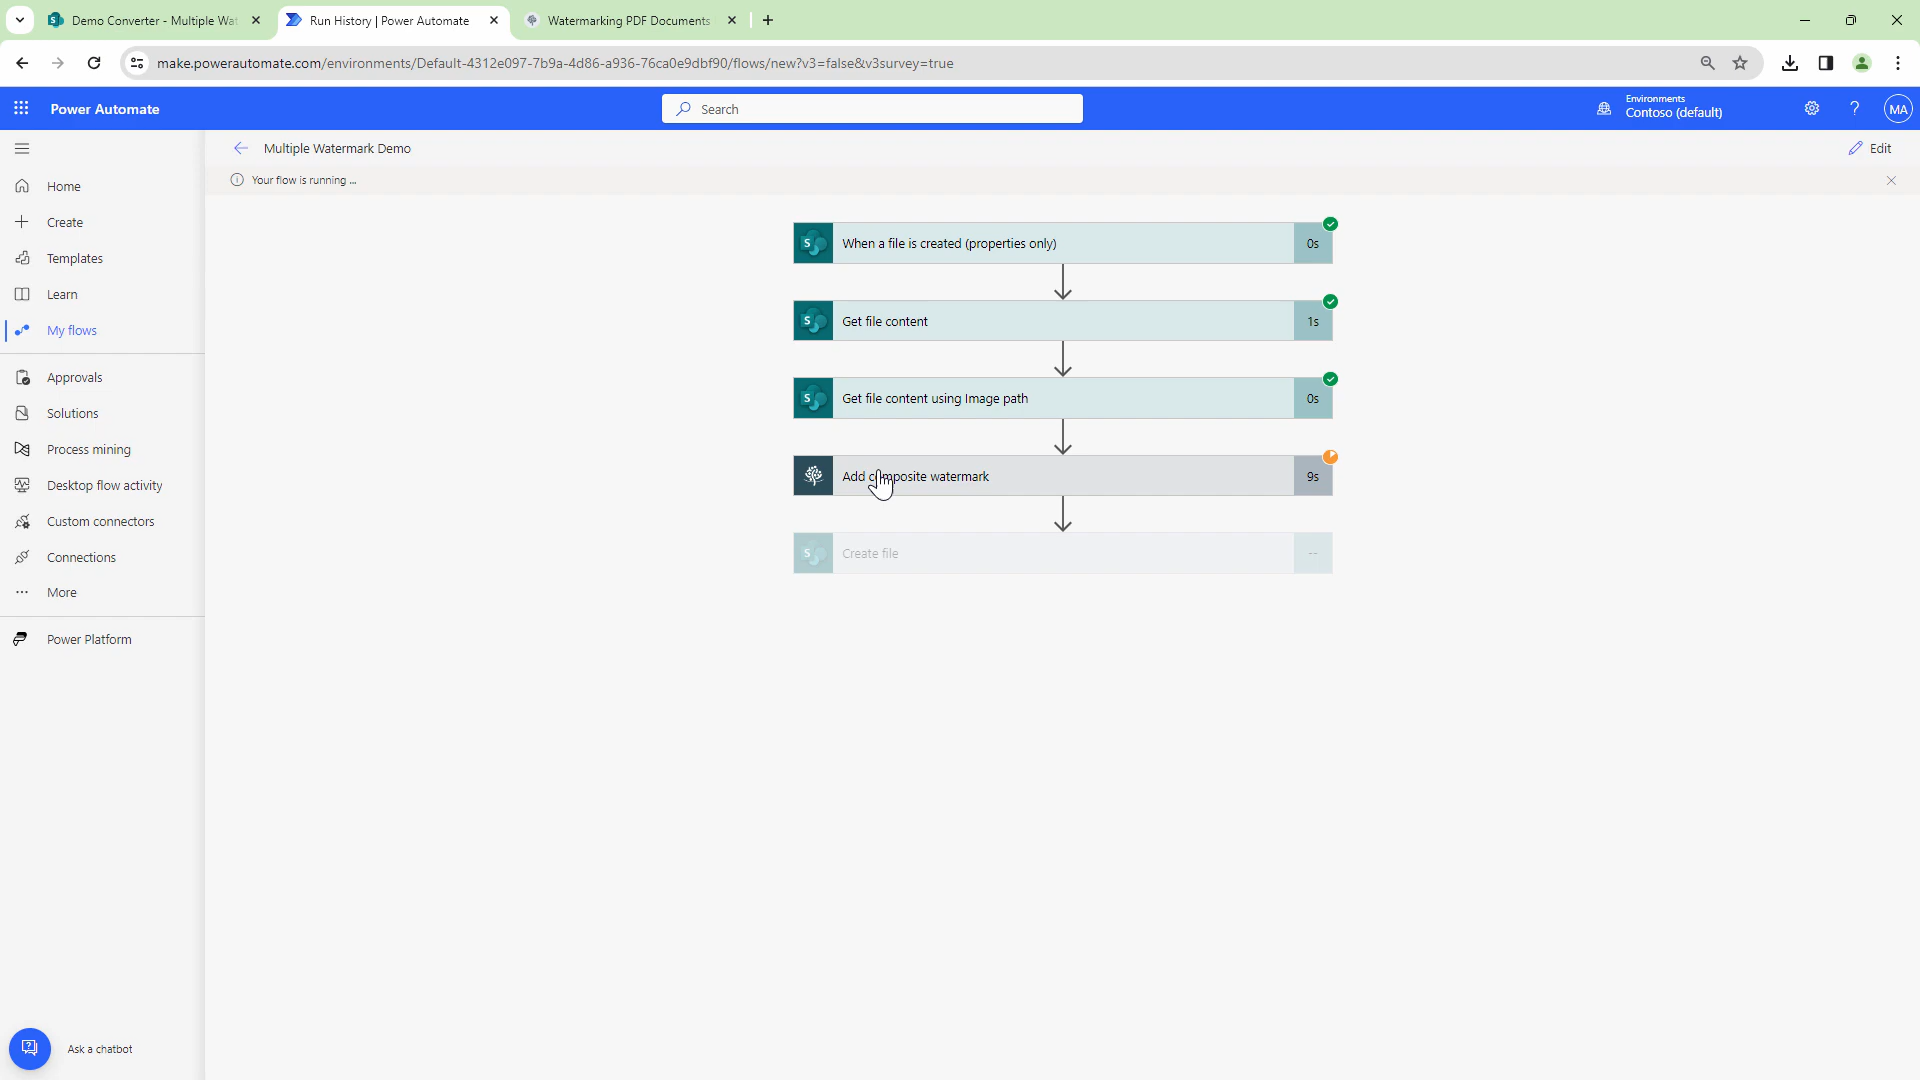 Demo Converter - Multiple Wat
Run History | Power Automate
Watermarking PDF Documents
make.powerautomate.com/environments/Default-4312e097-7b9a-4d86-a936-76ca0e9dbf90/flows/new?v3=false&v3survey=true
Power Automate
Search
Environments
Contoso (default)
MA
Multiple Watermark Demo
Edit
Your flow is running ...
Home
Create
Templates
Learn
My flows
Approvals
Solutions
Process mining
Desktop flow activity
Custom connectors
Connections
More
Power Platform
When a file is created (properties only)
0s
Get file content
1s
Get file content using Image path
0s
Add composite watermark
9s
Create file
--
Ask a chatbot